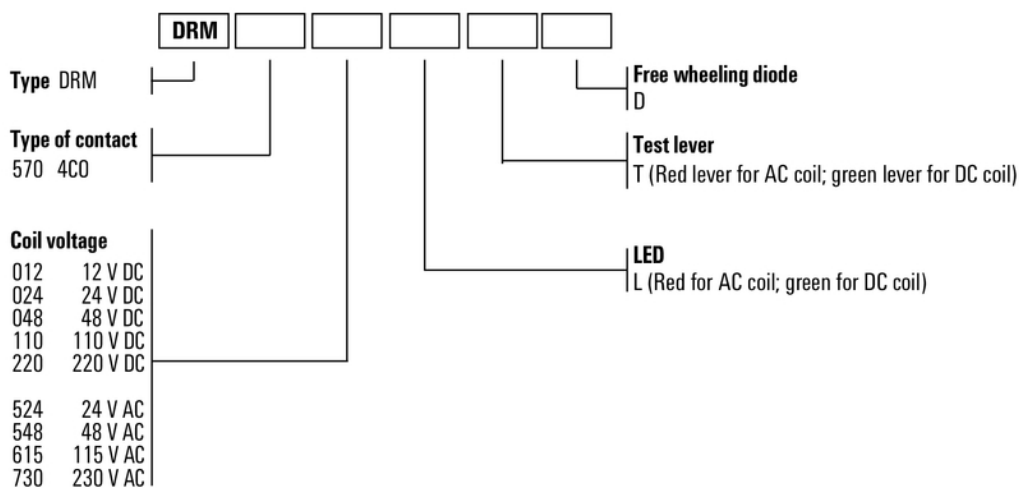 DRM
Type DRM
Type of contact
570 4CO
Coil voltage
012 12 V DC
024 24 V DC
048 48 V DC
110 110 V DC
220 220 V DC
524 24 V AC
548 48 V AC
615 115 V AC
730 230 V AC
Free wheeling diode
D
Test lever
T (Red lever for AC coil; green lever for DC coil)
LED
L (Red for AC coil; green for DC coil)